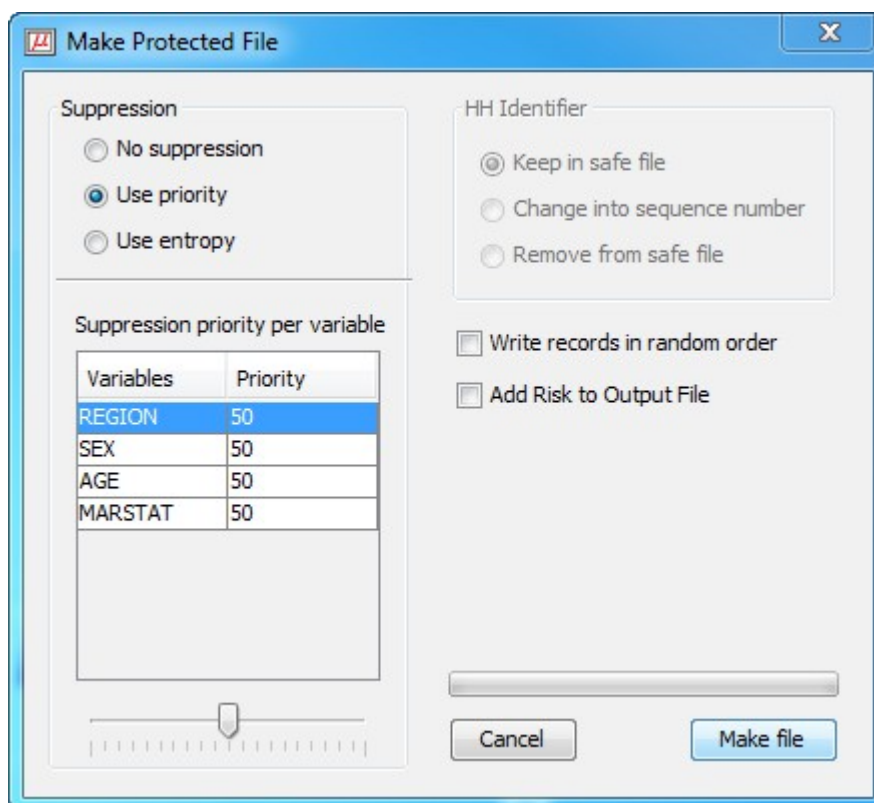 μ Make Protected File
Suppression
No suppression
Use priority
Use entropy
Suppression priority per variable
Variables Priority
REGION 50
SEX 50
AGE 50
MARSTAT 50
HH Identifier
Keep in safe file
Change into sequence number
Remove from safe file
Write records in random order
Add Risk to Output File
Cancel Make file